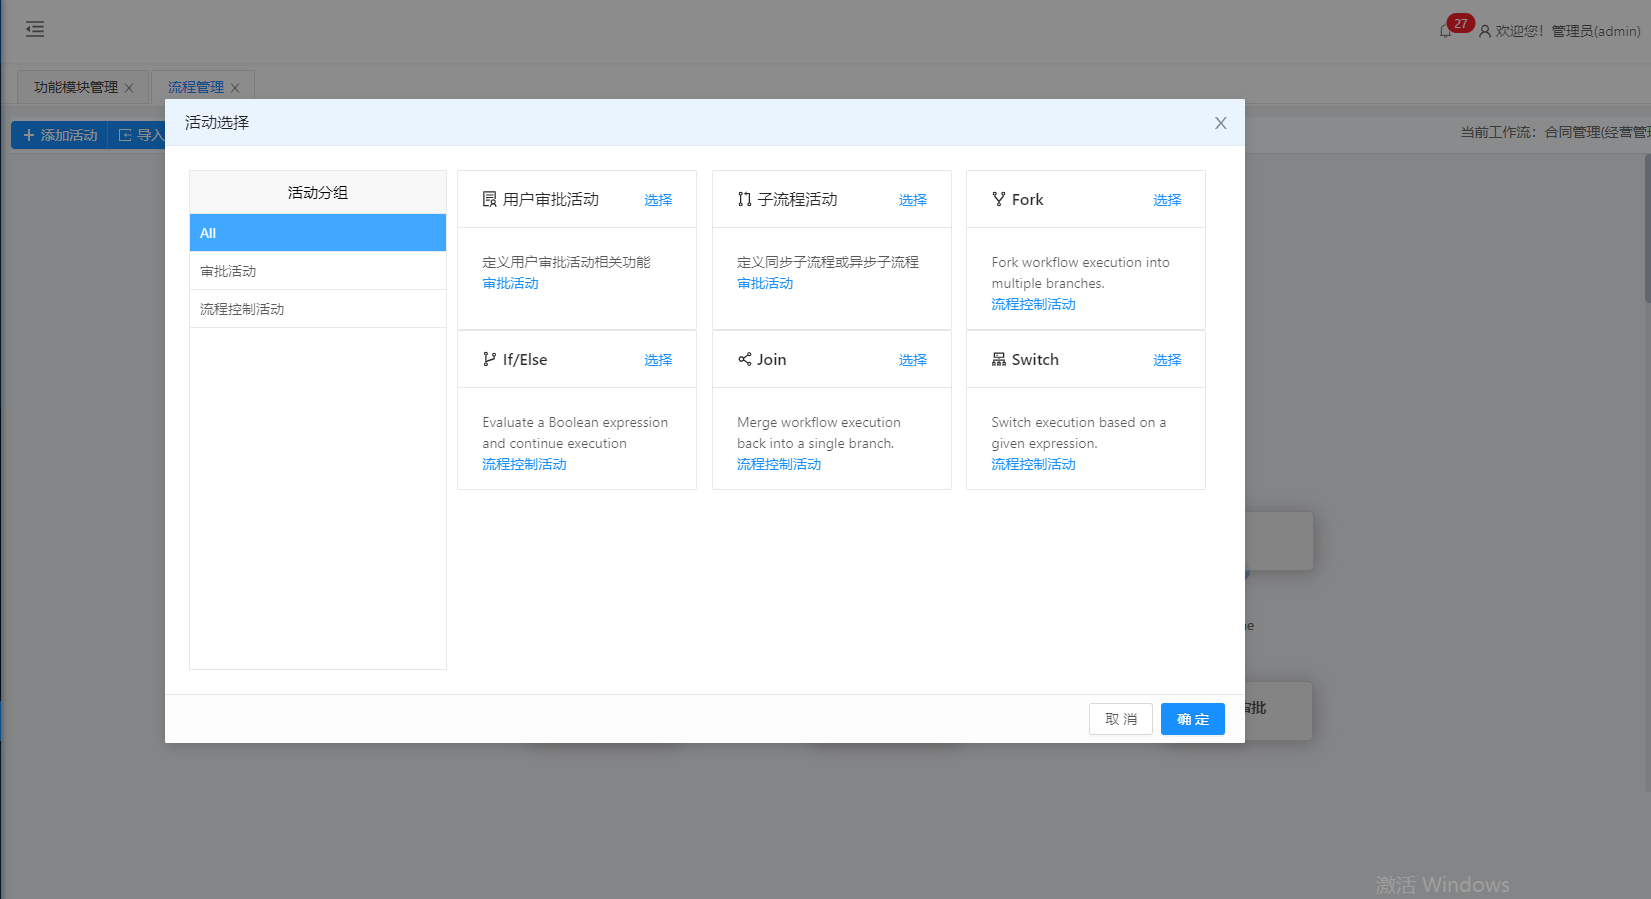 27
欢迎您！管理员(admin)
功能模块管理
流程管理
添加活动
导入
当前工作流：合同管理(经营管
活动选择
活动分组
All
审批活动
流程控制活动
用户审批活动 选择
定义用户审批活动相关功能
审批活动
子流程活动 选择
定义同步子流程或异步子流程
审批活动
Fork 选择
Fork workflow execution into
multiple branches.
流程控制活动
If/Else 选择
Evaluate a Boolean expression
and continue execution
流程控制活动
Join 选择
Merge workflow execution
back into a single branch.
流程控制活动
Switch 选择
Switch execution based on a
given expression.
流程控制活动
取 消
确 定
审批
激活 Windows